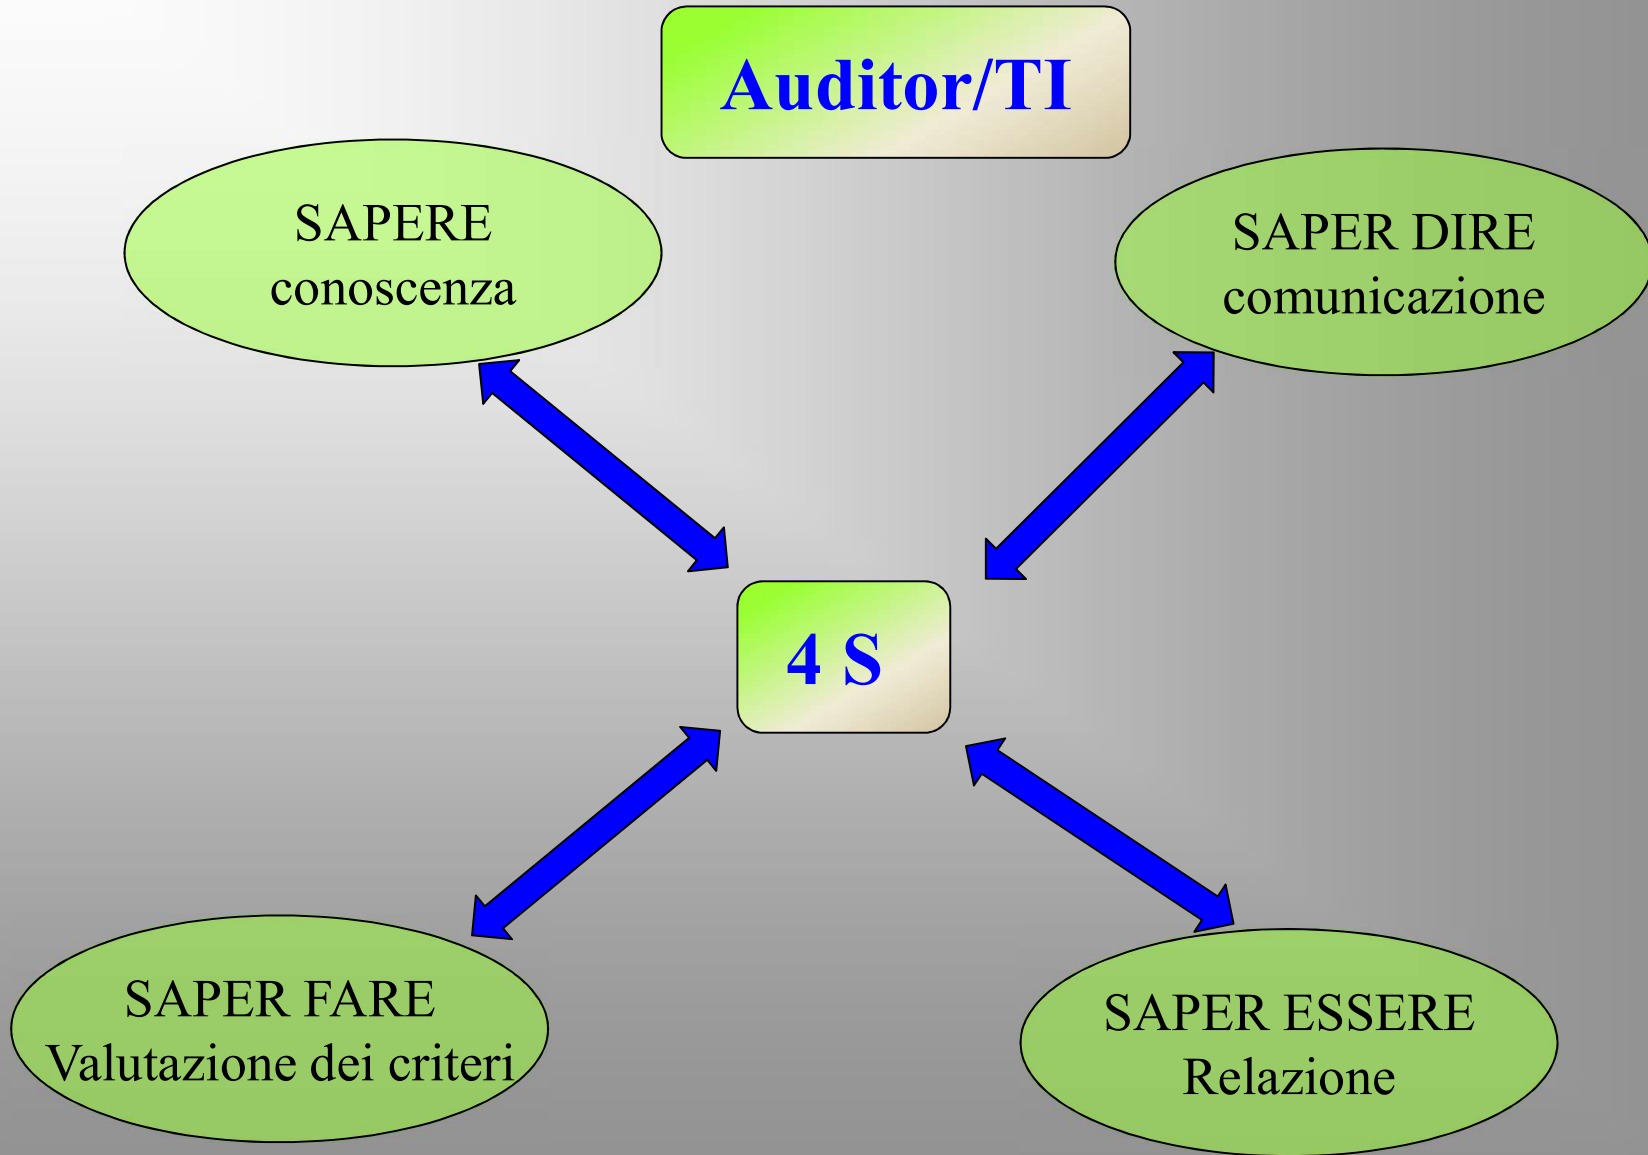 Auditor/TI
SAPERE
conoscenza
SAPER DIRE
comunicazione
4 S
SAPER FARE
Valutazione dei criteri
SAPER ESSERE
Relazione